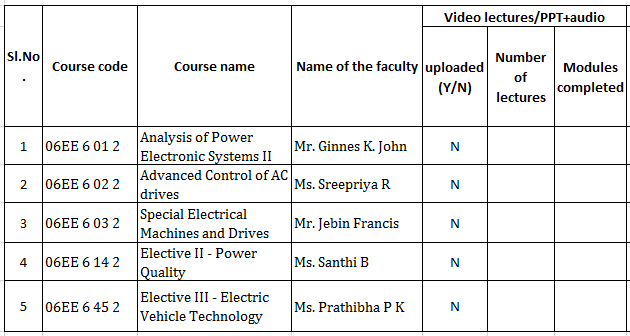 Video lectures/PPT+audio
Sl.No
.
Course code
Course name
Name of the faculty
uploaded
(Y/N)
Number
of
lectures
Modules
completed
1 06EE 6 01 2 Analysis of Power
Electronic Systems II Mr. Ginnes K. John N
2 06EE 6 02 2 Advanced Control of AC
drives Ms. Sreepriya R N
3 06EE 6 03 2 Special Electrical
Machines and Drives Mr. Jebin Francis N
4 06EE 6 14 2 Elective II - Power
Quality Ms. Santhi B N
5 06EE 6 45 2 Elective III - Electric
Vehicle Technology Ms. Prathibha P K N